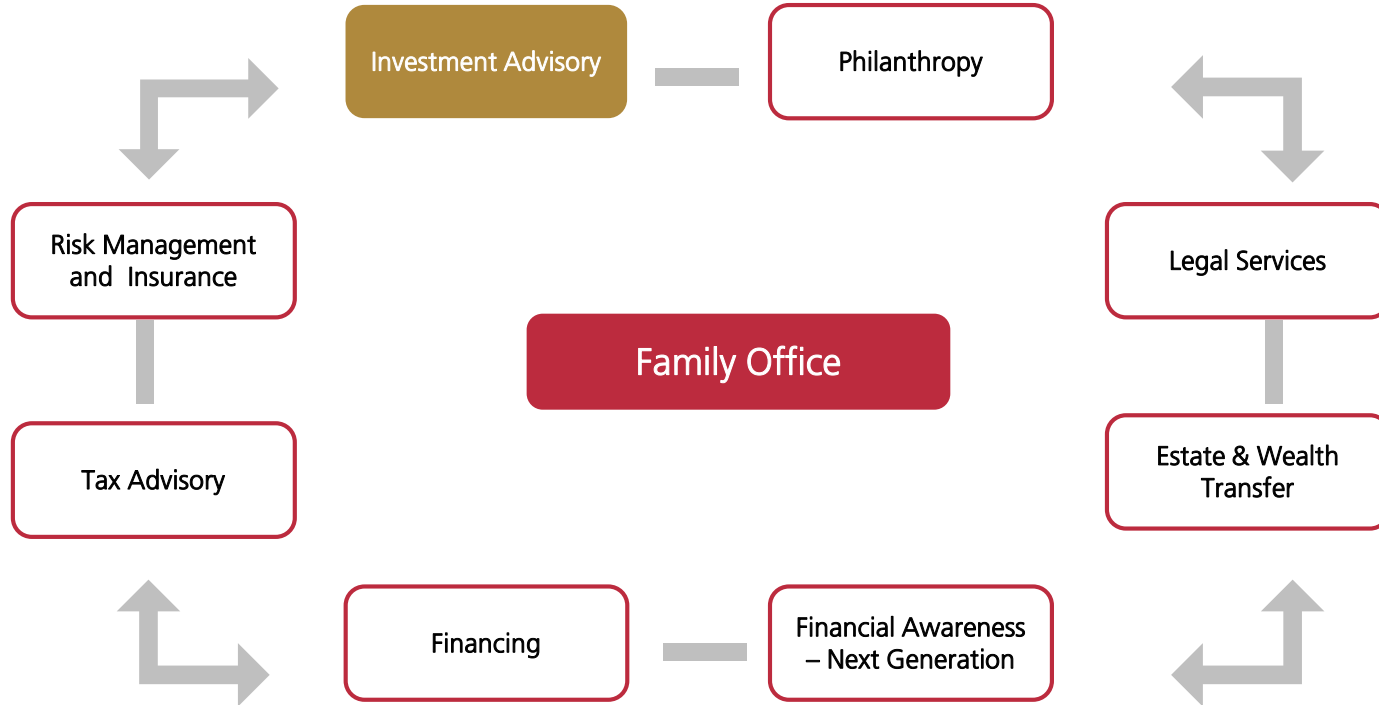 Investment Advisory
Philanthropy
Risk Management
and Insurance
Legal Services
Family Office
Tax Advisory
Estate & Wealth
Transfer
Financing
Financial Awareness
– Next Generation